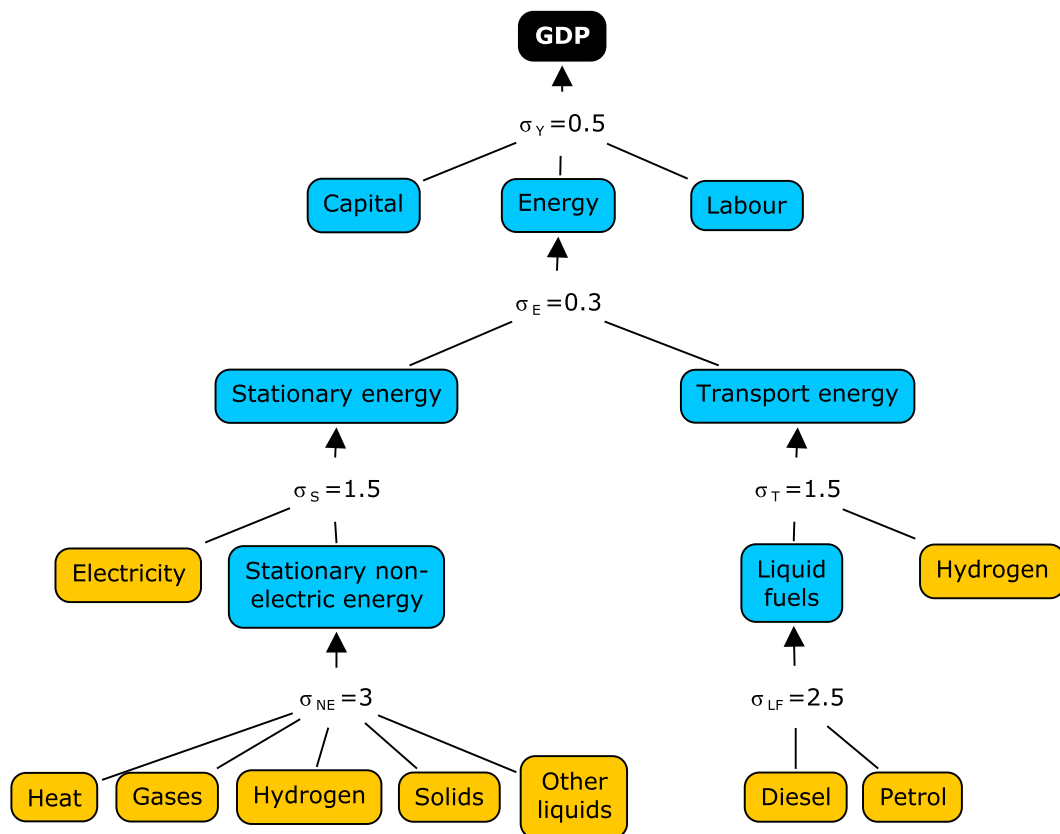 GDP
σY=0.5
Capital
Energy
Labour
σE=0.3
Stationary energy
Transport energy
σS=1.5
σT=1.5
Electricity
Stationary non-
electric energy
Liquid
fuels
Hydrogen
σNE=3
σLF=2.5
Heat
Gases
Hydrogen
Solids
Other
liquids
Diesel
Petrol